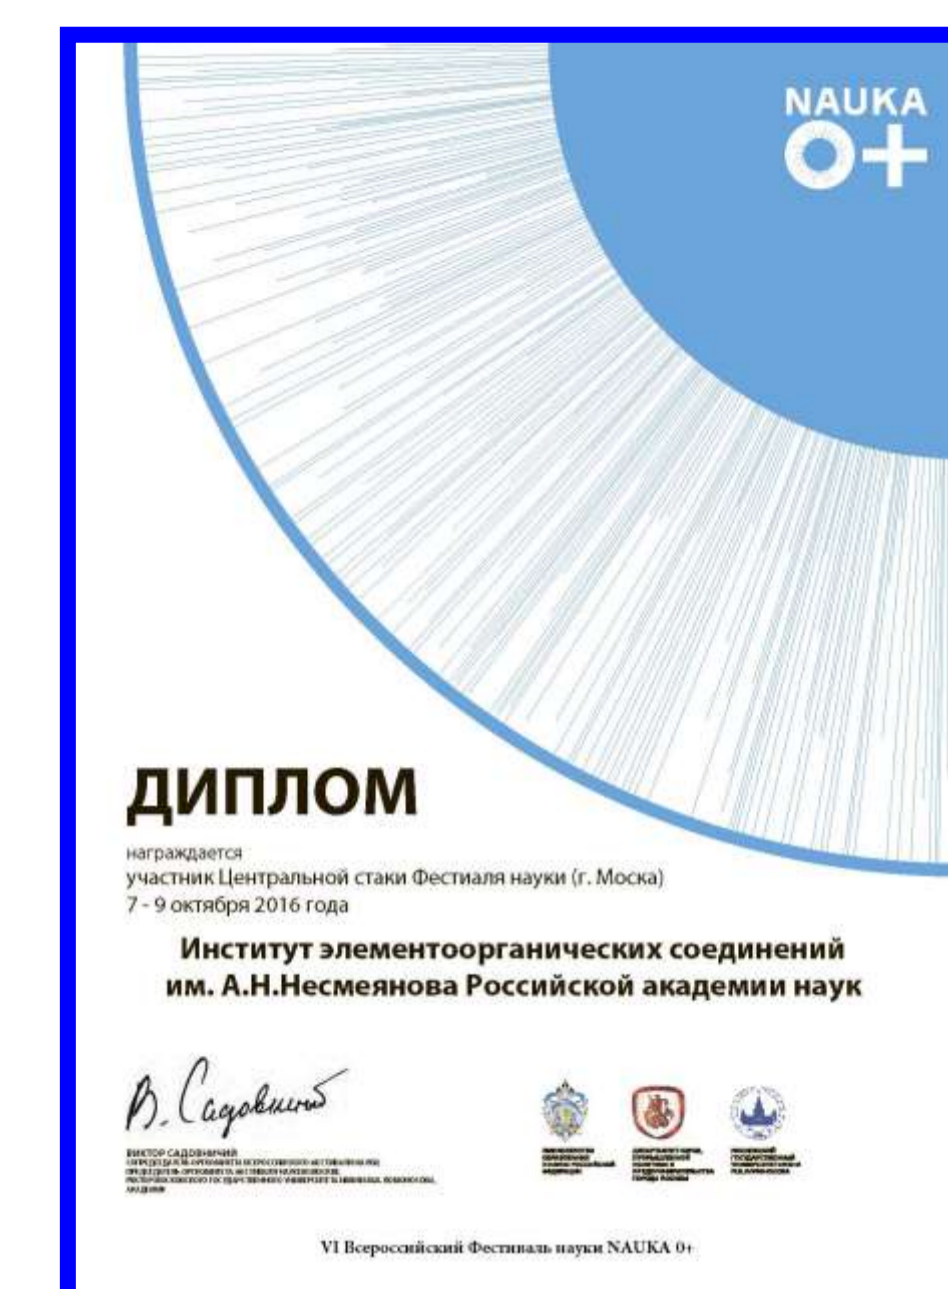 NAUKA
0+
ДИПЛОМ
награждается
участник Центральной стаки Фестиаля науки (г. Моска)
7 - 9 октября 2016 года
Институт элементоорганических соединений
им. А.Н.Несмеянова Российской академии наук
В. Садовничий
ВИКТОР САДОВНИЧИЙ
VI Всероссийский Фестиваль науки NAUKA 0+